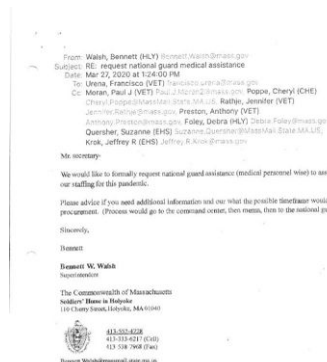 From: Walsh, Bennett (HLY) Bennett.Walsh@mass.gov
Subject: RE: request national guard medical assistance
Date: Mar 27, 2020 at 1:24:00 PM
To: Urena, Francisco (VET) francisco.urena@mass.gov
Cc: Moran, Paul J (VET) Paul.J.Moran@mass.gov, Poppe, Cheryl (CHE)
Cheryl.Poppe@MassMail.State.MA.US, Rathje, Jennifer (VET)
Jennifer.Rathje@mass.gov, Preston, Anthony (VET)
Anthony.Preston@mass.gov, Foley, Debra (HLY) Debra.Foley@mass.gov
Quersher, Suzanne (EHS) Suzanne.Quersher@MassMail.State.MA.US,
Krok, Jeffrey R (EHS) Jeffrey.R.Krok@mass.gov
Mr. secretary-
We would like to formally request national guard assistance (medical personnel wise) to
our staffing for this pandemic.
Please advice if you need additional information and our what the possible timeframe
procurement. (Process would go to the command center, then mema, then to the national
Sincerely,
Bennett
Bennett W. Walsh
Superintendent
The Commonwealth of Massachusetts
Soldiers' Home in Holyoke
110 Cherry Street, Holyoke, MA 01040
413-552-4728
413-333-6217 (Cell)
413 538 7968 (Fax)